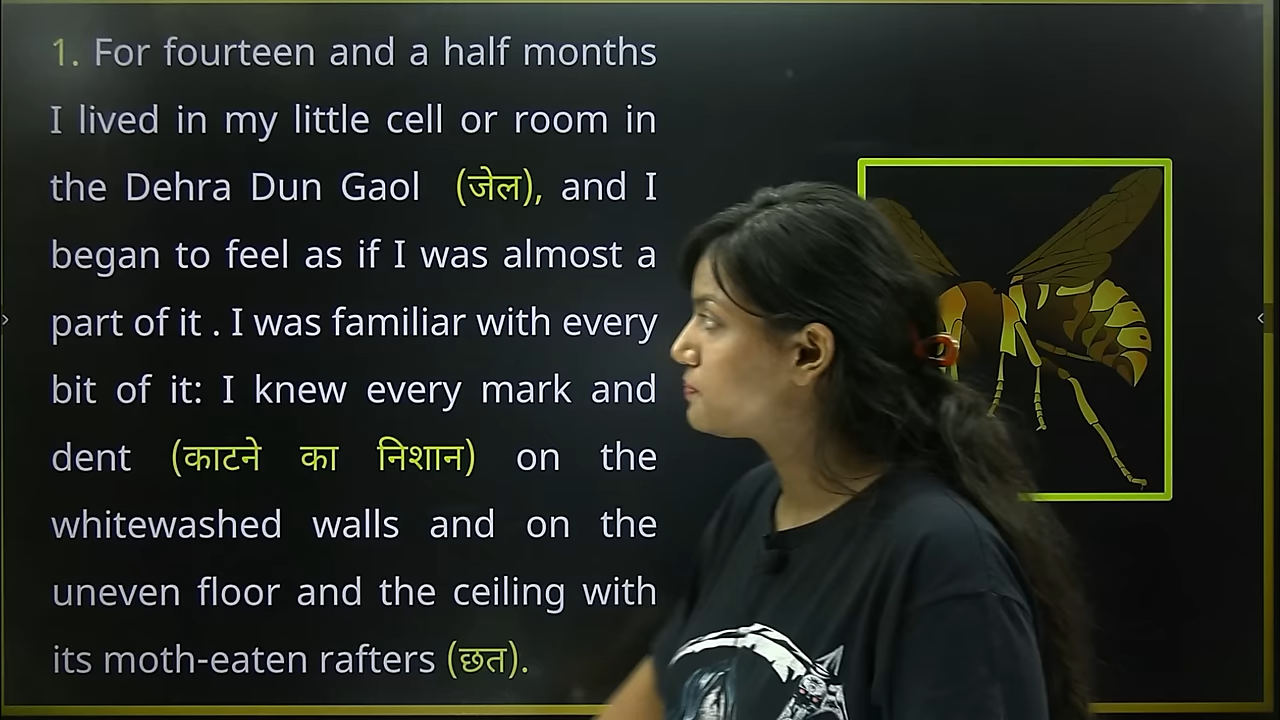 1. For fourteen and a half months
I lived in my little cell or room in
the Dehra Dun Gaol (जेल), and I
began to feel as if I was almost a
part of it . I was familiar with every
bit of it: I knew every mark and
dent (काटने का निशान) on the
whitewashed walls and on the
uneven floor and the ceiling with
its moth-eaten rafters (छत).